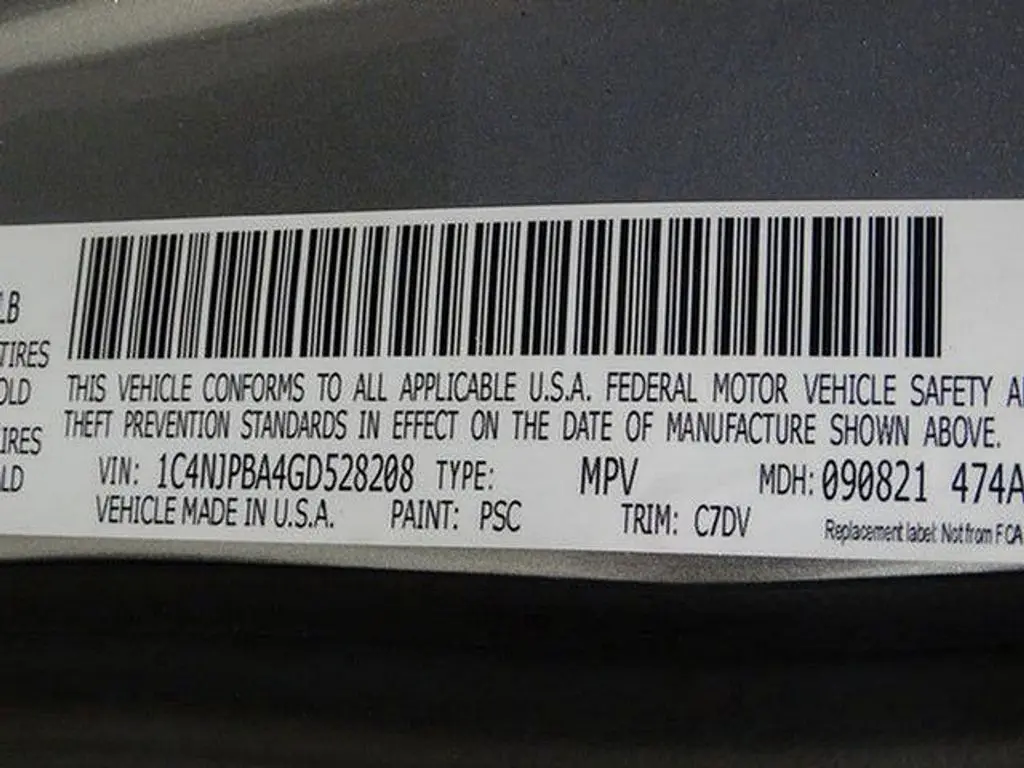 LB
TIRES
OLD
THIS VEHICLE CONFORMS TO ALL APPLICABLE U.S.A. FEDERAL MOTOR VEHICLE SAFETY A
THEFT PREVENTION STANDARDS IN EFFECT ON THE DATE OF MANUFACTURE SHOWN ABOVE.
IRES
LD
VIN: 1C4NJPBA4GD528208 TYPE: MPV MDH: 090821 474A
VEHICLE MADE IN U.S.A. PAINT: PSC TRIM: C7DV Replacement label: Not from FCA